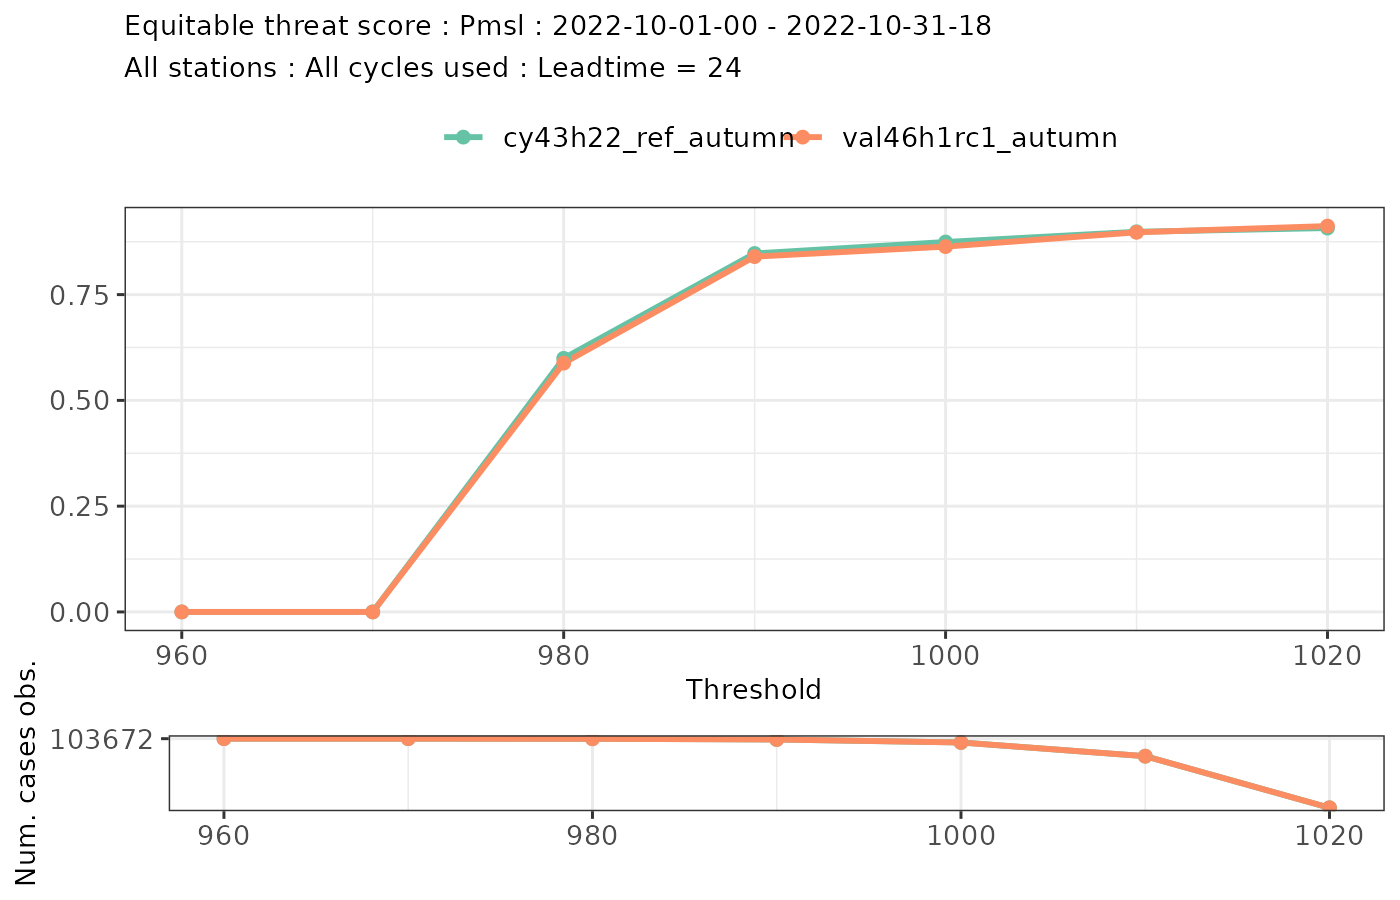 Equitable threat score : Pmsl : 2022-10-01-00 - 2022-10-31-18
All stations : All cycles used : Leadtime = 24
cy43h22_ref_autumn val46h1rc1_autumn
0.75
0.50
0.25
0.00
960 980 1000 1020
Threshold
Num. cases obs.
103672
960 980 1000 1020